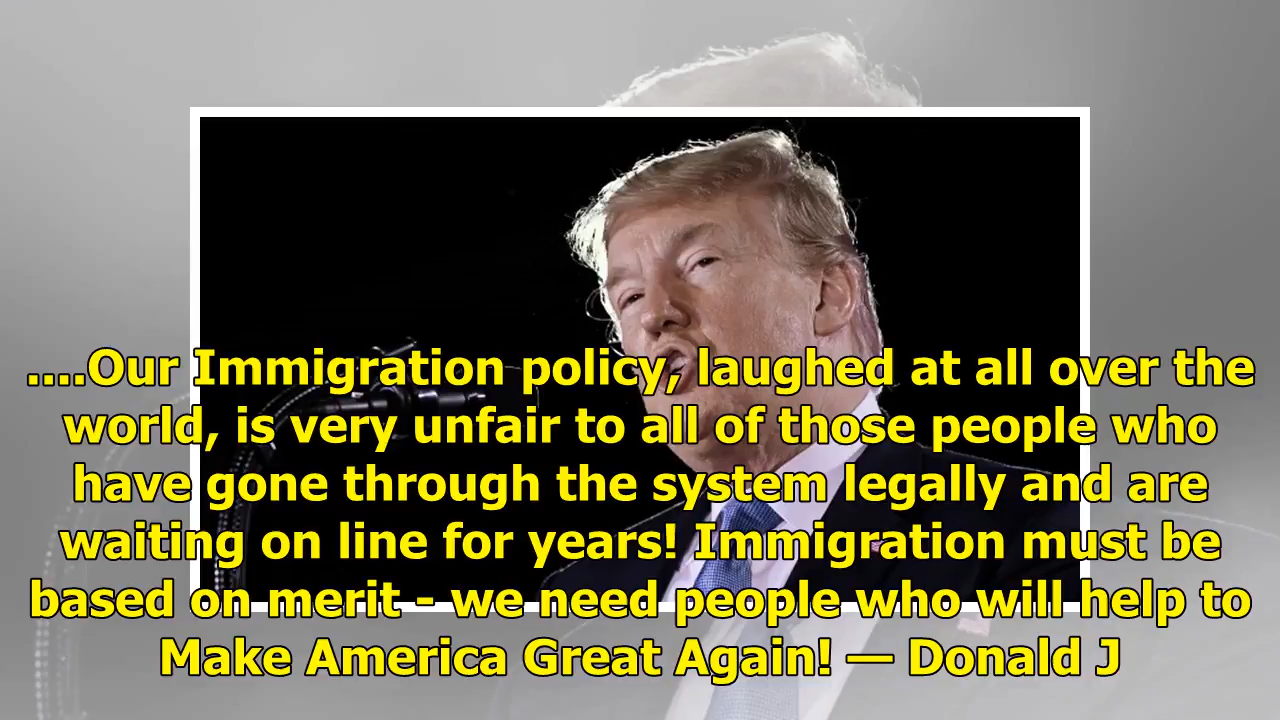 ....Our Immigration policy, laughed at all over the
world, is very unfair to all of those people who
have gone through the system legally and are
waiting on line for years! Immigration must be
based on merit - we need people who will help to
Make America Great Again! — Donald J